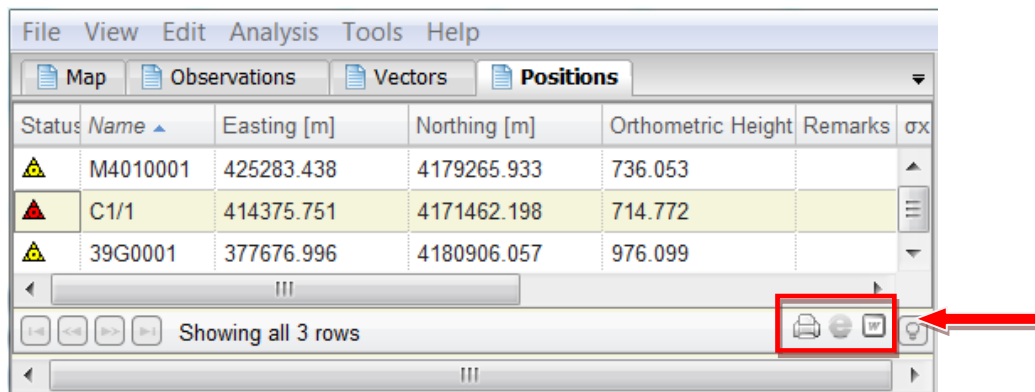 File View Edit Analysis Tools Help
Map Observations Vectors Positions
Status Name Easting [m] Northing [m] Orthometric Height Remarks σx
M4010001 425283.438 4179265.933 736.053
C1/1 414375.751 4171462.198 714.772
39G0001 377676.996 4180906.057 976.099
Showing all 3 rows